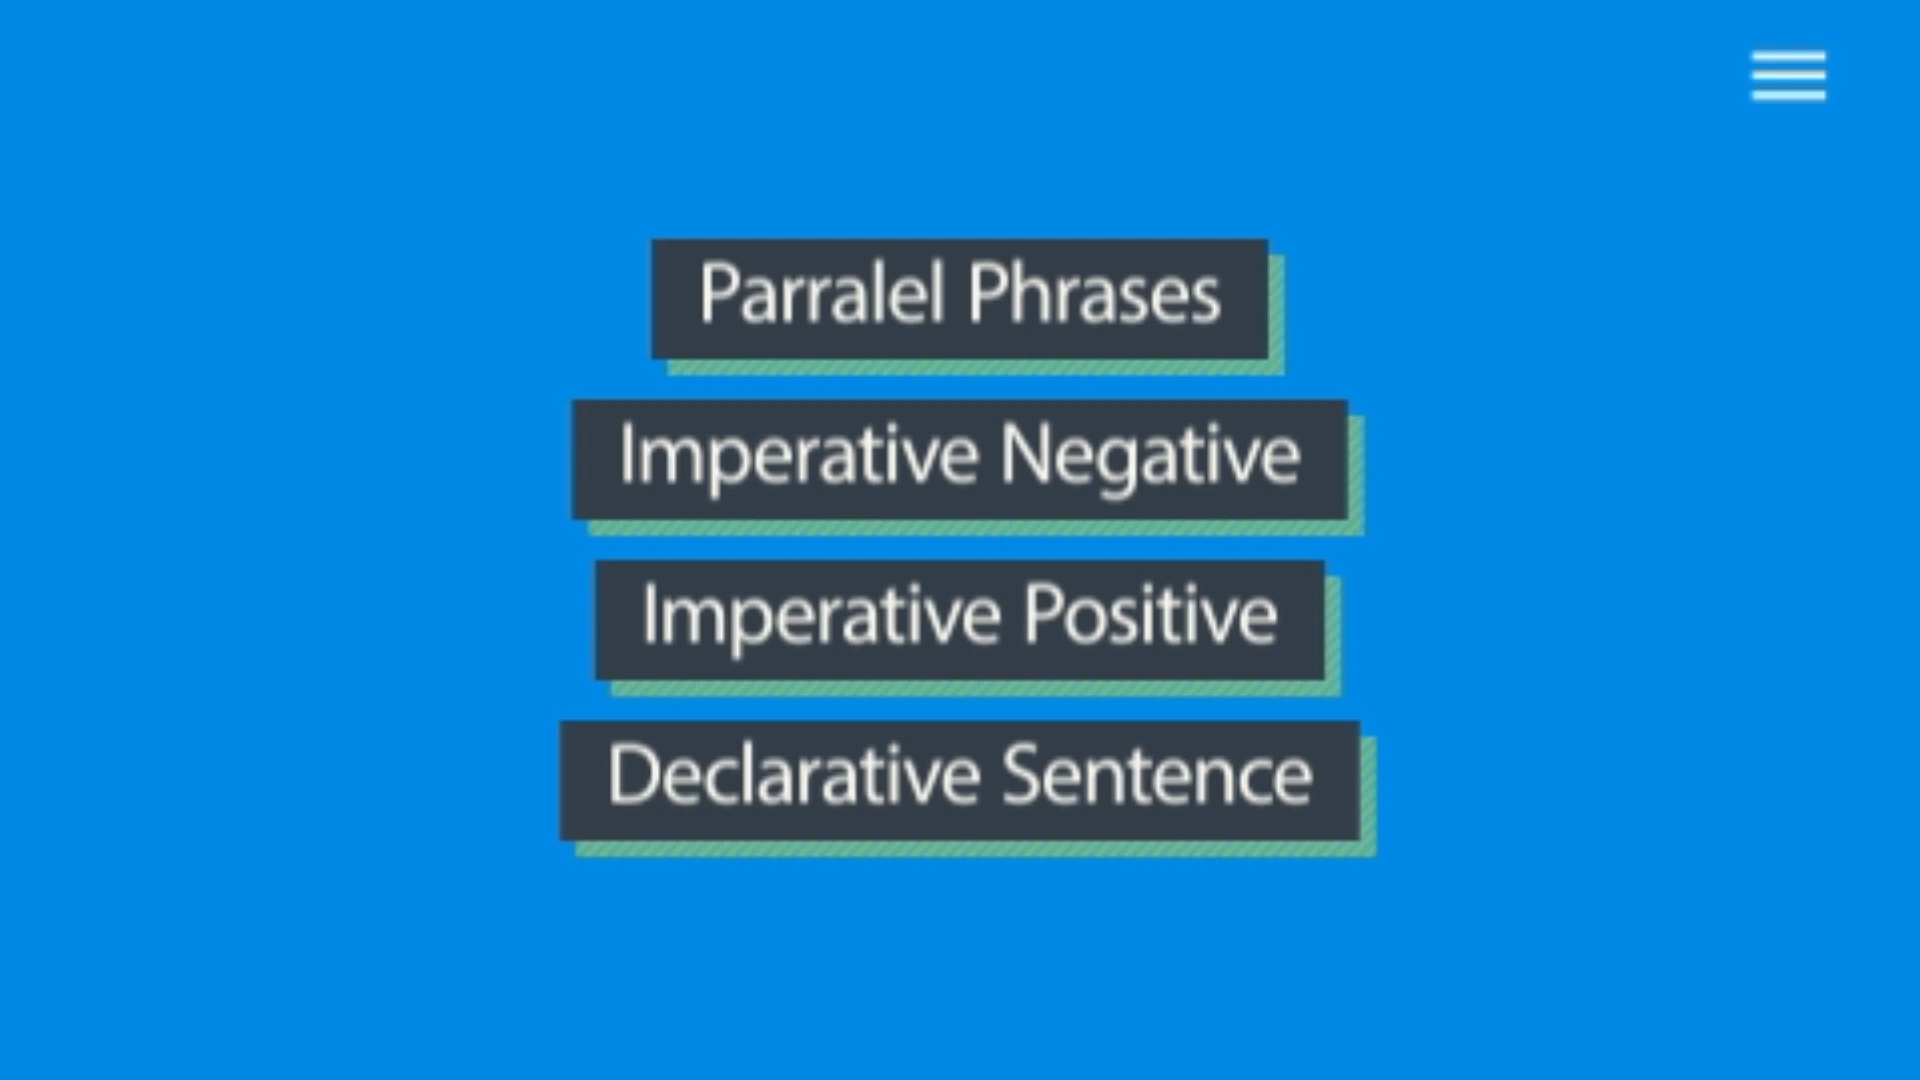 Parralel Phrases
Imperative Negative
Imperative Positive
Declarative Sentence